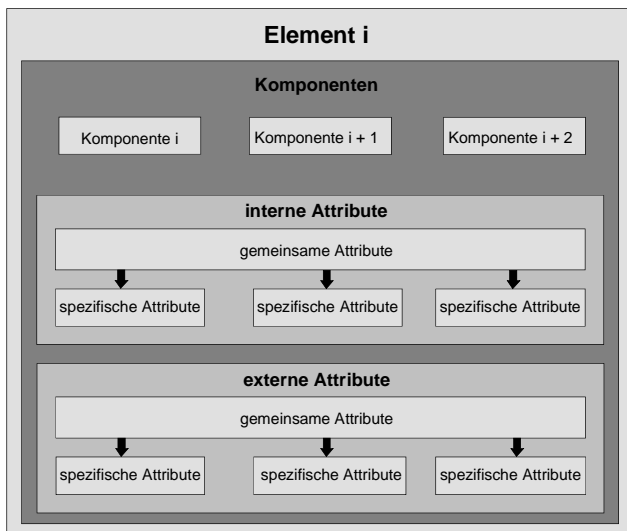 Element i
Komponenten
Komponente i
Komponente i + 1
Komponente i + 2
interne Attribute
gemeinsame Attribute
spezifische Attribute
spezifische Attribute
spezifische Attribute
externe Attribute
gemeinsame Attribute
spezifische Attribute
spezifische Attribute
spezifische Attribute